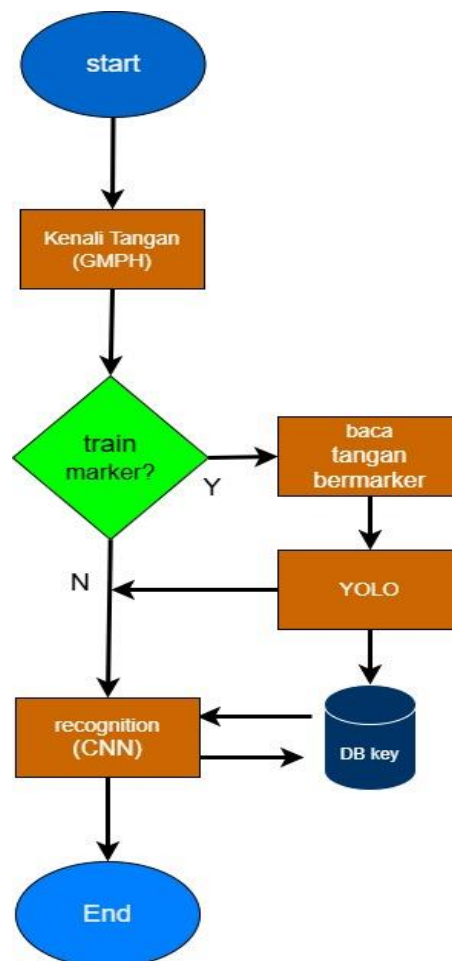 start
Kenali Tangan
(GMPH)
train
marker?
Y
baca
tangan
bermarker
N
YOLO
recognition
(CNN)
DB key
End